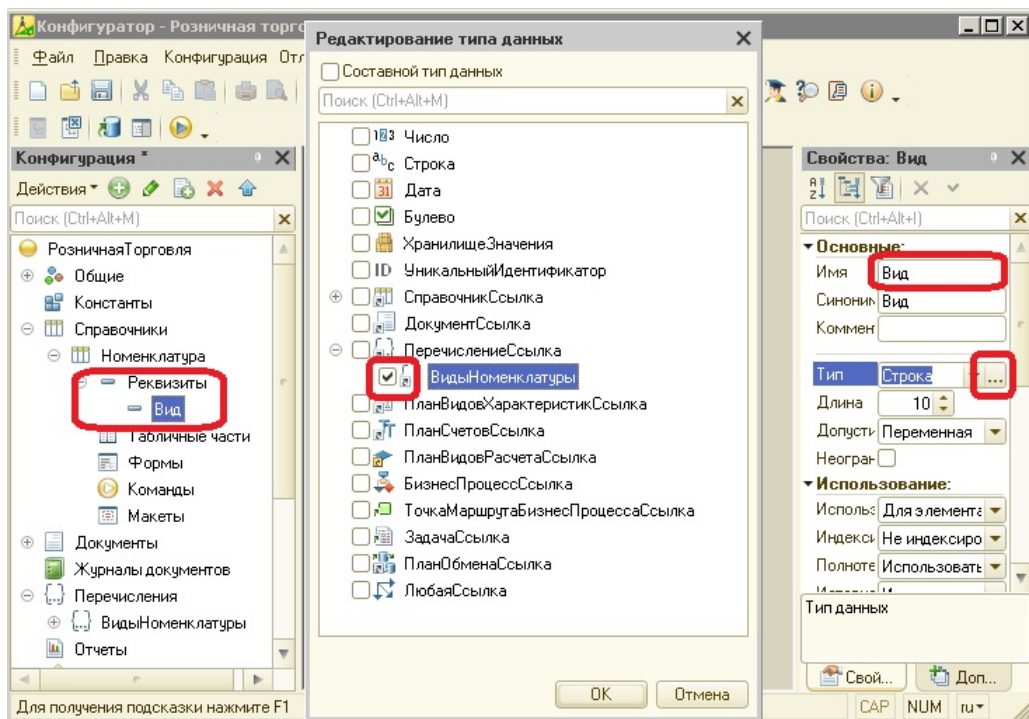 Конфигуратор - Розничная торго
Файл Правка Конфигурация Отл
Конфигурация *
Действия
Поиск (Ctrl+Alt+M)
РозничнаяТорговля
Общие
Константы
Справочники
Номенклатура
Реквизиты
Вид
Табличные части
Формы
Команды
Макеты
Документы
Журналы документов
Перечисления
ВидыНоменклатуры
Отчеты
Для получения подсказки нажмите F1
Редактирование типа данных
Составной тип данных
Поиск (Ctrl+Alt+M)
Число
Строка
Дата
Булево
ХранилищеЗначения
УникальныйИдентификатор
СправочникСсылка
ДокументСсылка
ПеречислениеСсылка
ВидыНоменклатуры
ПланВидовХарактеристикСсылка
ПланСчетовСсылка
ПланВидовРасчетаСсылка
БизнесПроцессСсылка
ТочкаМаршрутаБизнесПроцессаСсылка
ЗадачаСсылка
ПланОбменаСсылка
ЛюбаяСсылка
OK Отмена
Свойства: Вид
Поиск (Ctrl+Alt+I)
Основные:
Имя Вид
Синоним Вид
Коммен
Тип Строка ...
Длина 10
Допусти Переменная
Неогран
Использование:
Использ Для элемента
Индекси Не индексиро
Полноте Использовать
Тип данных
Свой... Доп...
CAP NUM ru